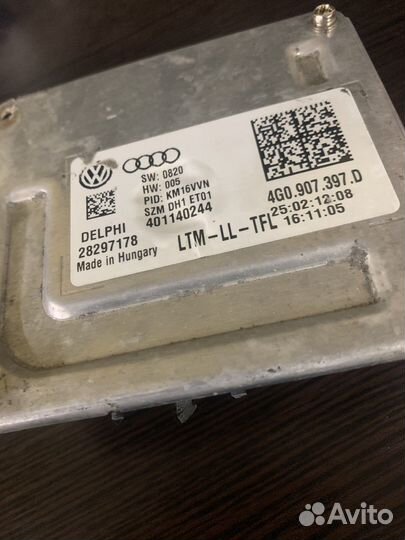 SW: 0820
HW: 005
PID: KM16VVN
SZM DH1 ET01
401140244
DELPHI
28297178
Made in Hungary
LTM-LL-TFL
4G0.907.397.D
25:02:12:08
16:11:05
Avito